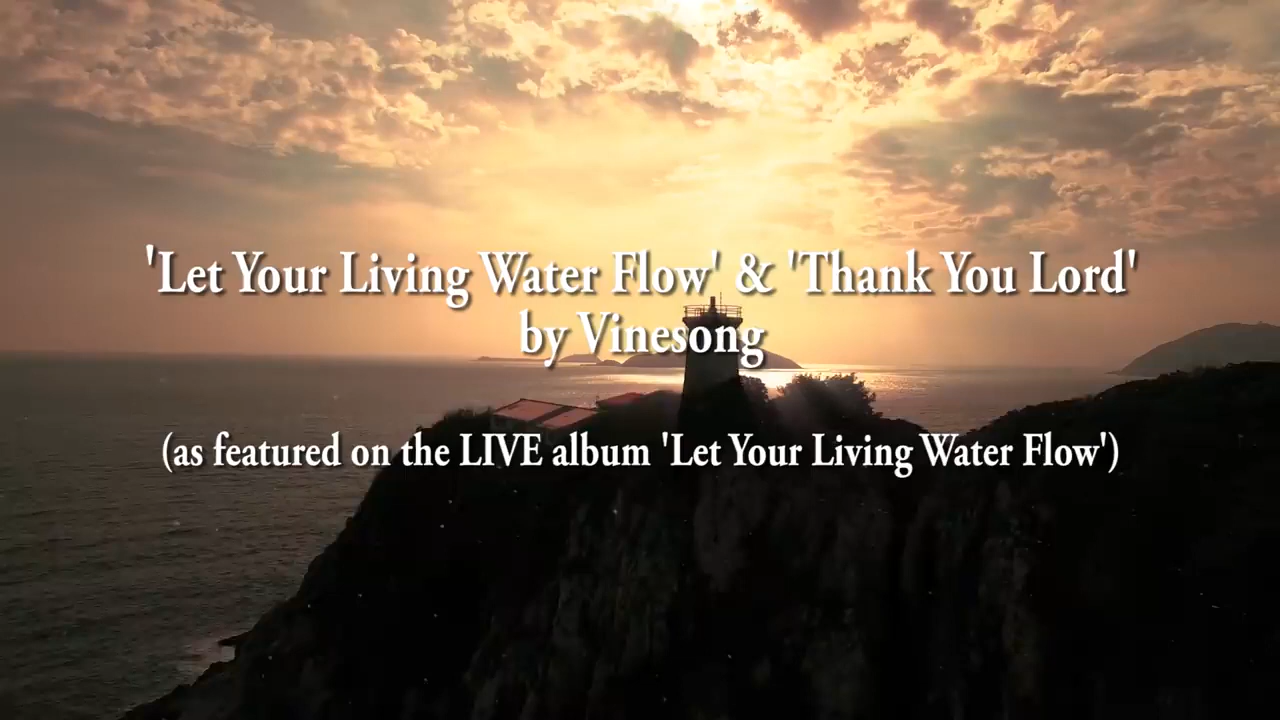 'Let Your Living Water Flow' & 'Thank You Lord'
by Vinesong
(as featured on the LIVE album 'Let Your Living Water Flow')